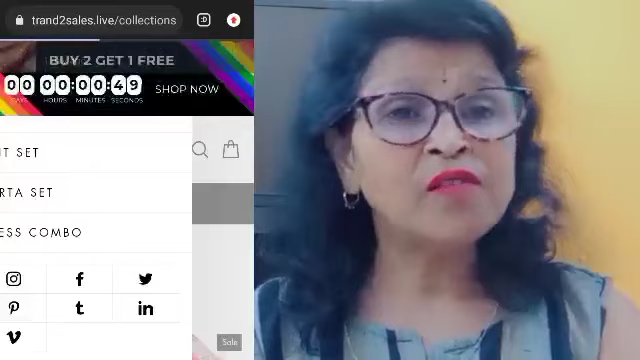 trand2sales.live/collections
:D
BUY 2 GET 1 FREE
00 00:00:49
DAYS HOURS MINUTES SECONDS
SHOP NOW
T SET
RTA SET
ESS COMBO
Sale